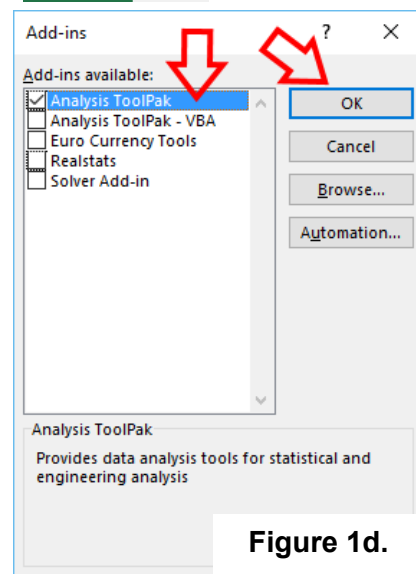 Add-ins ? ×
Add-ins available:
Analysis ToolPak
Analysis ToolPak - VBA
Euro Currency Tools
Realstats
Solver Add-in
OK
Cancel
Browse...
Automation...
Analysis ToolPak
Provides data analysis tools for statistical and
engineering analysis
Figure 1d.